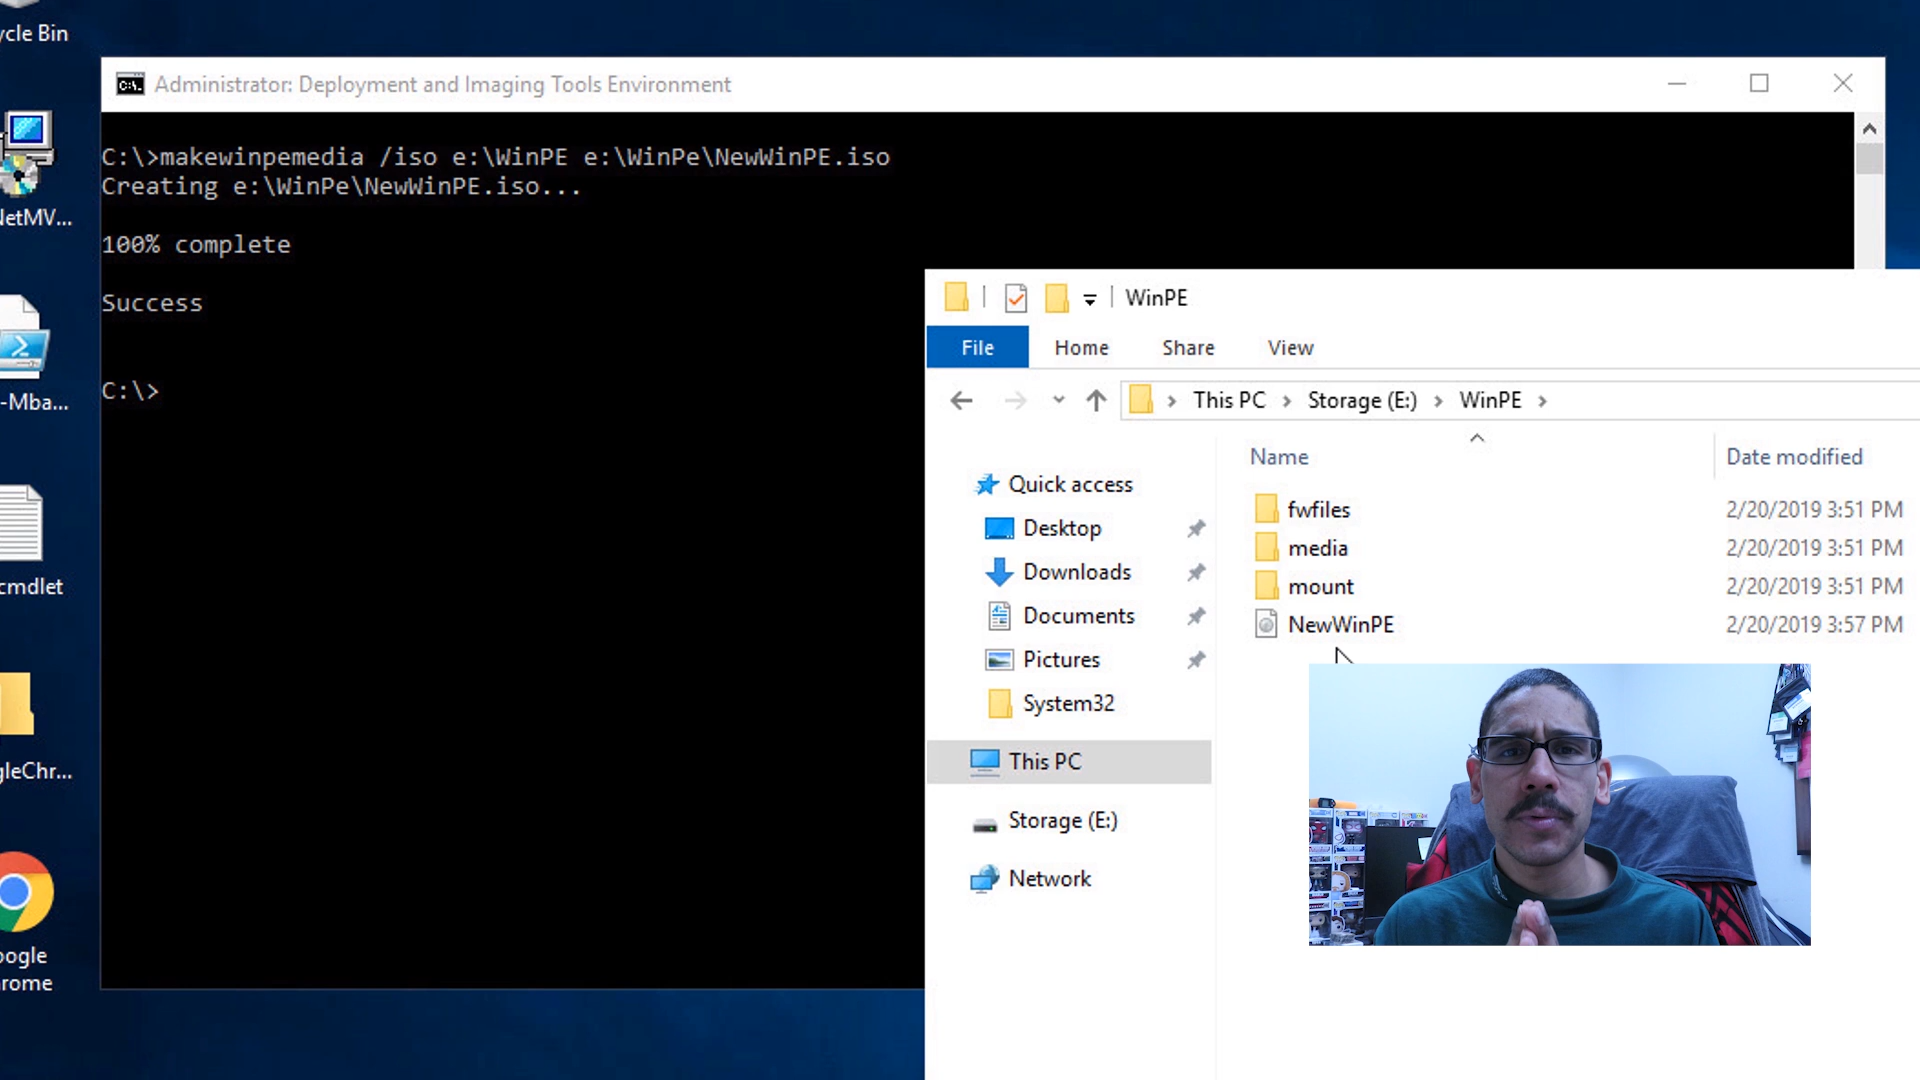 ycle Bin
NetMV...
-Mba...
cmdlet
gleChr...
oogle
hrome
Administrator: Deployment and Imaging Tools Environment
C:\>makewinpemedia /iso e:\WinPE e:\WinPe\NewWinPE.iso
Creating e:\WinPe\NewWinPE.iso...
100% complete
Success
C:\>
WinPE
File Home Share View
This PC > Storage (E:) > WinPE >
Name Date modified
Quick access
Desktop
Downloads
Documents
Pictures
System32
This PC
Storage (E:)
Network
fwfiles 2/20/2019 3:51 PM
media 2/20/2019 3:51 PM
mount 2/20/2019 3:51 PM
NewWinPE 2/20/2019 3:57 PM